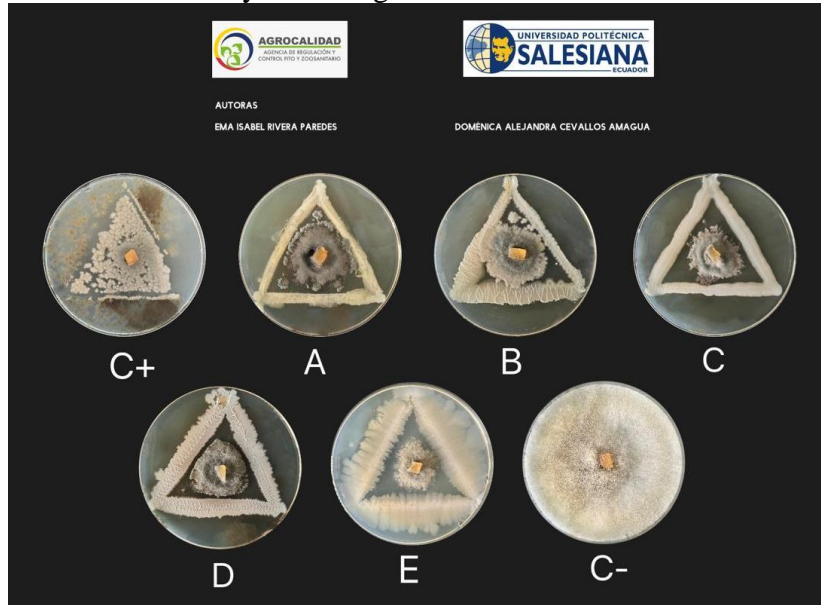 AGROCALIDAD
AGENCIA DE REGULACIÓN Y
CONTROL FITO Y ZOOSANITARIO
UNIVERSIDAD POLITÉCNICA
SALESIANA
ECUADOR
AUTORAS
EMA ISABEL RIVERA PAREDES
DOMÉNICA ALEJANDRA CEVALLOS AMAGUA
C+
A
B
C
D
E
C-